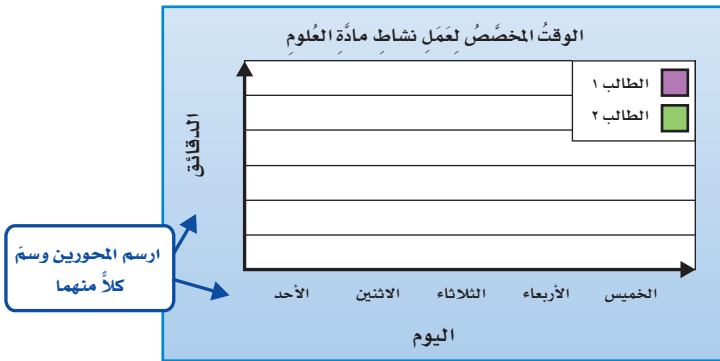 الوقتُ المخصَّصُ لِعَمَلِ نشاطِ مادَّةِ العُلومِ
الطالب ١
الطالب ٢
الدقائق
ارسم المحورين وسمّ
كلاًّ منهما
الأحد الاثنين الثلاثاء الأربعاء الخميس
اليوم